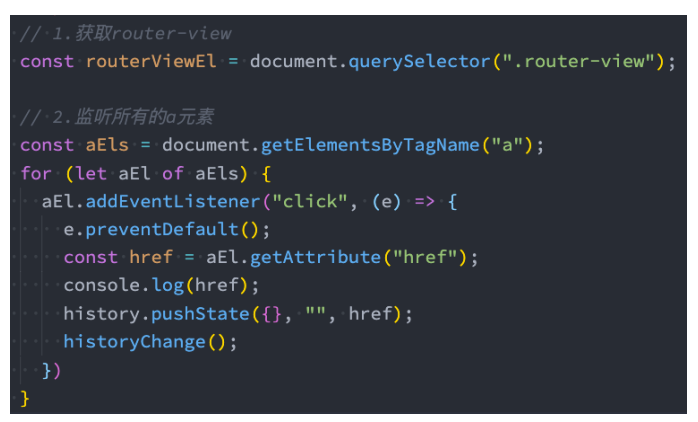 // 1.获取router-view
const routerViewEl = document.querySelector(".router-view");
// 2.监听所有的a元素
const aEls = document.getElementsByTagName("a");
for (let aEl of aEls) {
aEl.addEventListener("click", (e) => {
e.preventDefault();
const href = aEl.getAttribute("href");
console.log(href);
history.pushState({}, "", href);
historyChange();
})
}